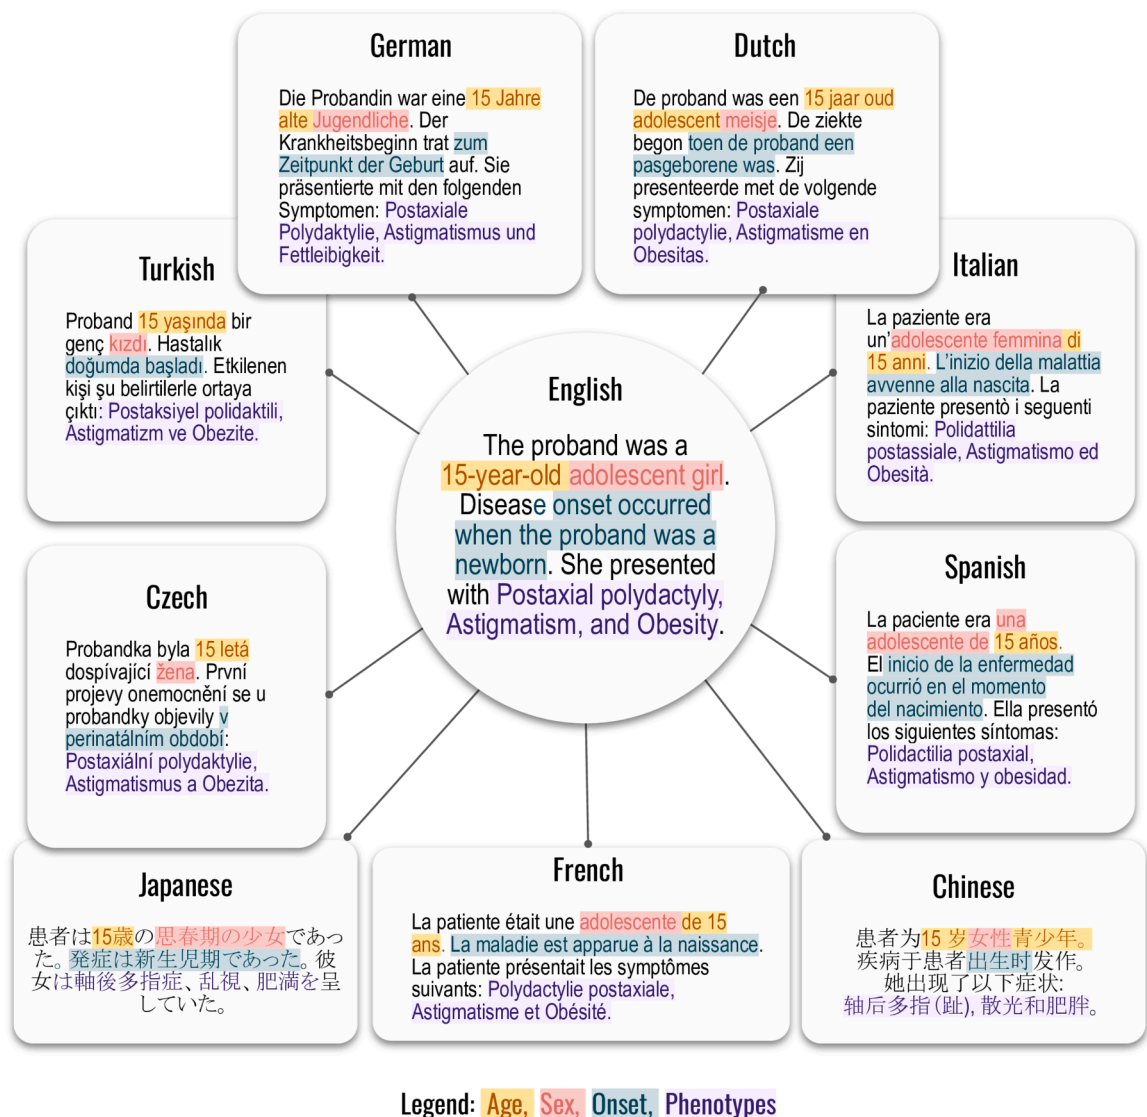 German
Die Probandin war eine 15 Jahre
alte Jugendliche. Der
Krankheitsbeginn trat zum
Zeitpunkt der Geburt auf. Sie
präsentierte mit den folgenden
Symptomen: Postaxiale
Polydaktylie, Astigmatismus und
Fettleibigkeit.
Dutch
De proband was een 15 jaar oud
adolescent meisje. De ziekte
begon toen de proband een
pasgeborene was. Zij
presenteerde met de volgende
symptomen: Postaxiale
polydactylie, Astigmatisme en
Obesitas.
Turkish
Proband 15 yaşında bir
genç kızdı. Hastalık
doğumda başladı. Etkilenen
kişi şu belirtilerle ortaya
çıktı: Postaksiyel polidaktili,
Astigmatizm ve Obezite.
English
The proband was a
15-year-old adolescent girl.
Disease onset occurred
when the proband was a
newborn. She presented
with Postaxial polydactyly,
Astigmatism, and Obesity.
Italian
La paziente era
un'adolescente femmina di
15 anni. L'inizio della malattia
avvenne alla nascita. La
paziente presentò i seguenti
sintomi: Polidattilia
postassiale, Astigmatismo ed
Obesità.
Czech
Probandka byla 15 letá
dospívající žena. První
projevy onemocnění se u
probandky objevily v
perinatálním období:
Postaxiální polydaktylie,
Astigmatismus a Obezita.
Spanish
La paciente era una
adolescente de 15 años.
El inicio de la enfermedad
ocurrió en el momento
del nacimiento. Ella presentó
los siguientes síntomas:
Polidactilia postaxial,
Astigmatismo y obesidad.
Japanese
患者は15歳の思春期の少女であっ
た。発症は新生児期であった。彼
女は軸後多指症、乱視、肥満を呈
していた。
French
La patiente était une adolescente de 15
ans. La maladie est apparue à la naissance.
La patiente présentait les symptômes
suivants: Polydactylie postaxiale,
Astigmatisme et Obésité.
Chinese
患者为15 岁女性青少年。
疾病于患者出生时发作。
她出现了以下症状:
轴后多指(趾), 散光和肥胖。
Legend: Age, Sex, Onset, Phenotypes